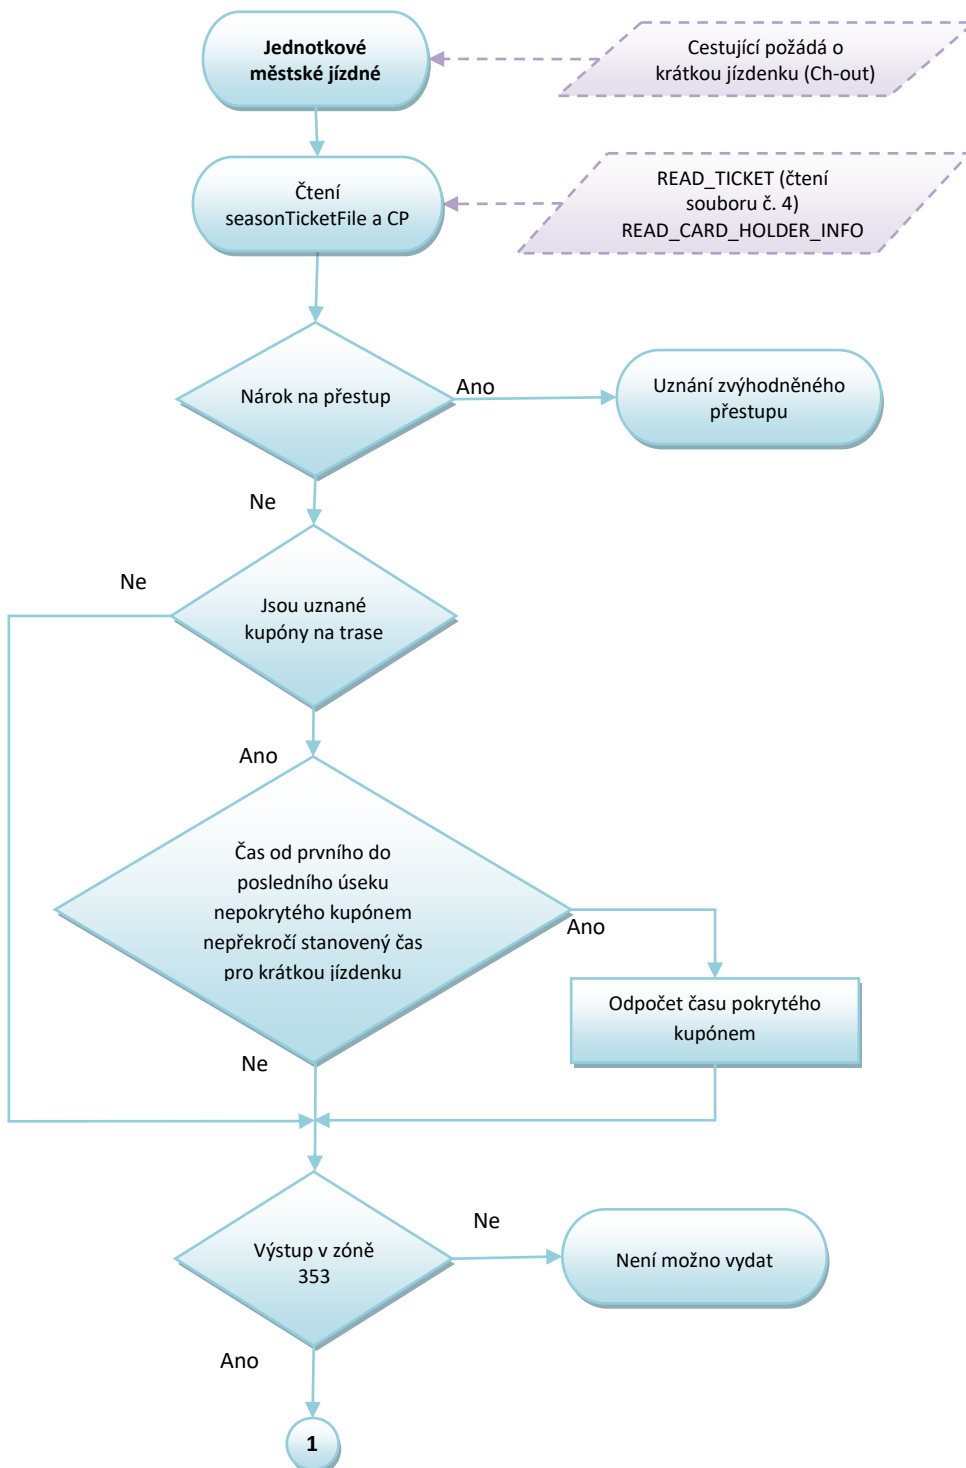 Jednotkové
městské jízdné
Cestující požádá o
krátkou jízdenku (Ch-out)
Čtení
seasonTicketFile a CP
READ_TICKET (čtení
souboru č. 4)
READ_CARD_HOLDER_INFO
Nárok na přestup
Ano
Uznání zvýhodněného
přestupu
Ne
Ne
Jsou uznané
kupóny na trase
Ano
Čas od prvního do
posledního úseku
nepokrytého kupónem
nepřekročí stanovený čas
pro krátkou jízdenku
Ano
Odpočet času pokrytého
kupónem
Ne
Výstup v zóně
353
Ne
Není možno vydat
Ano
1